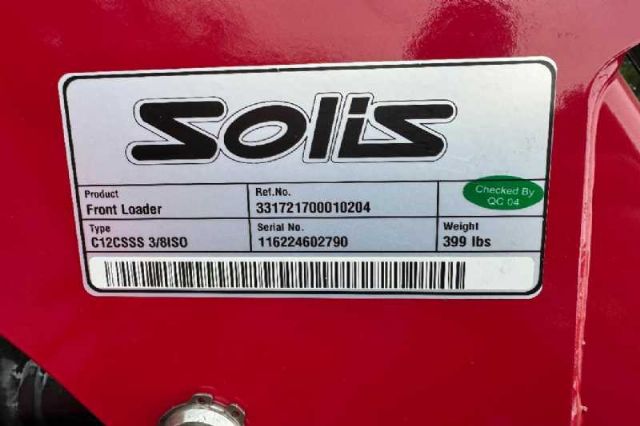 Solis
Product
Front Loader
Ref.No.
331721700010204
Checked By
QC 04
Type
C12CSSS 3/8ISO
Serial No.
116224602790
Weight
399 lbs